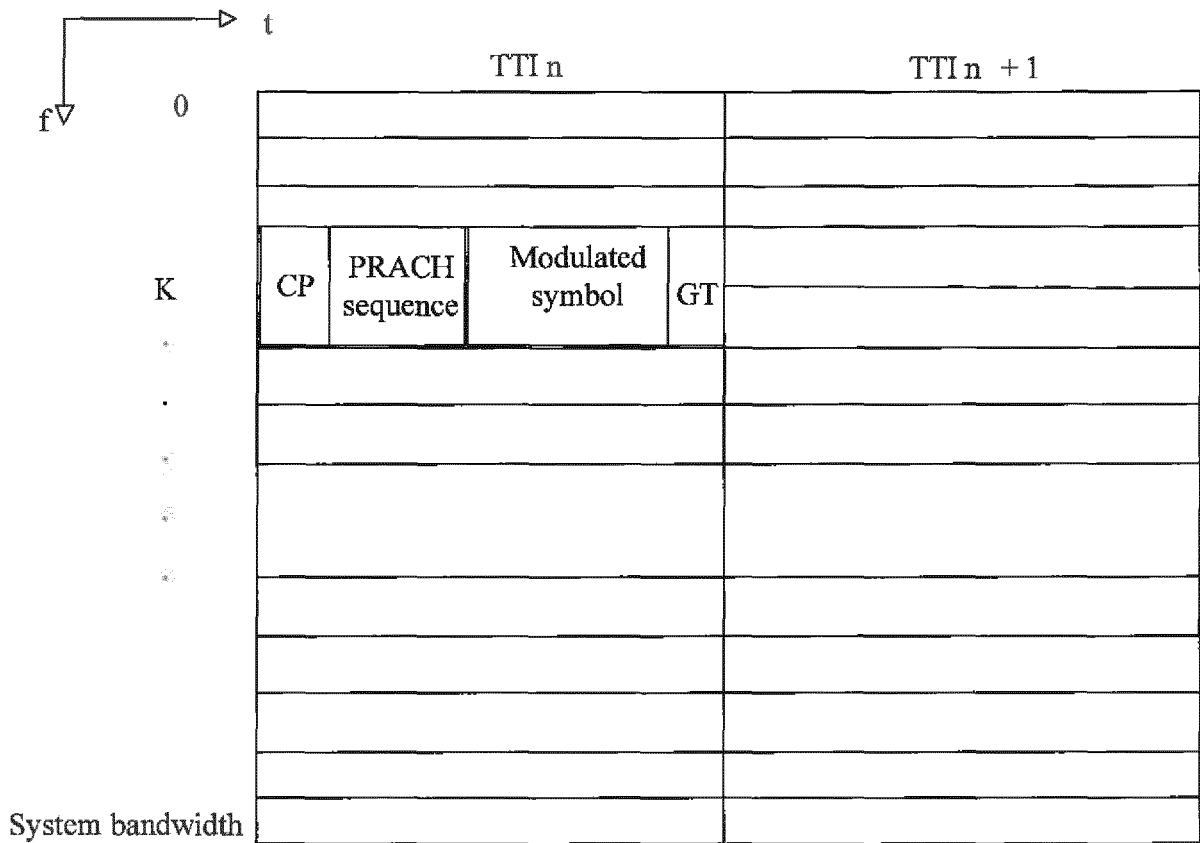 t
TTI n
TTI n + 1
f
0
K
CP
PRACH
sequence
Modulated
symbol
GT
System bandwidth